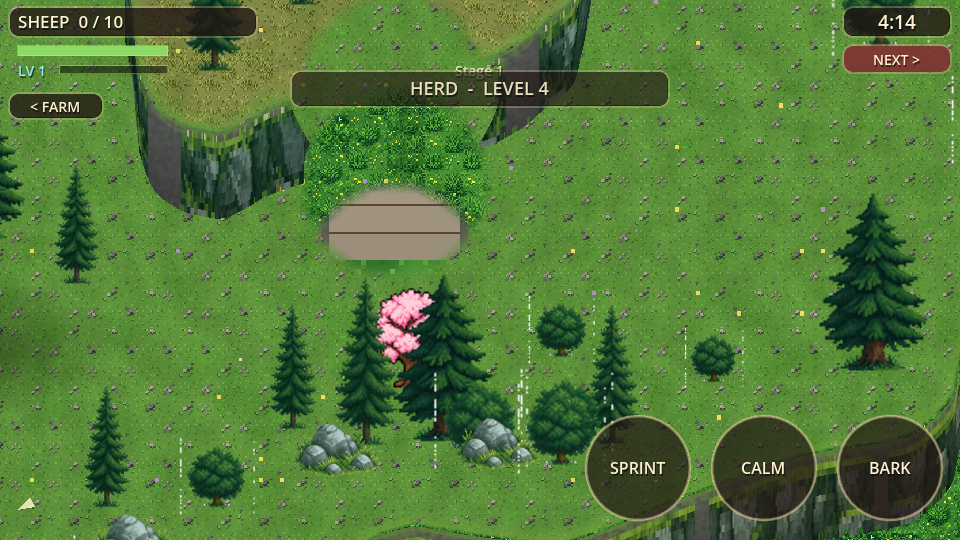 SHEEP 0 / 10
4:14
LV 1
NEXT >
Stage 1
HERD - LEVEL 4
< FARM
SPRINT
CALM
BARK